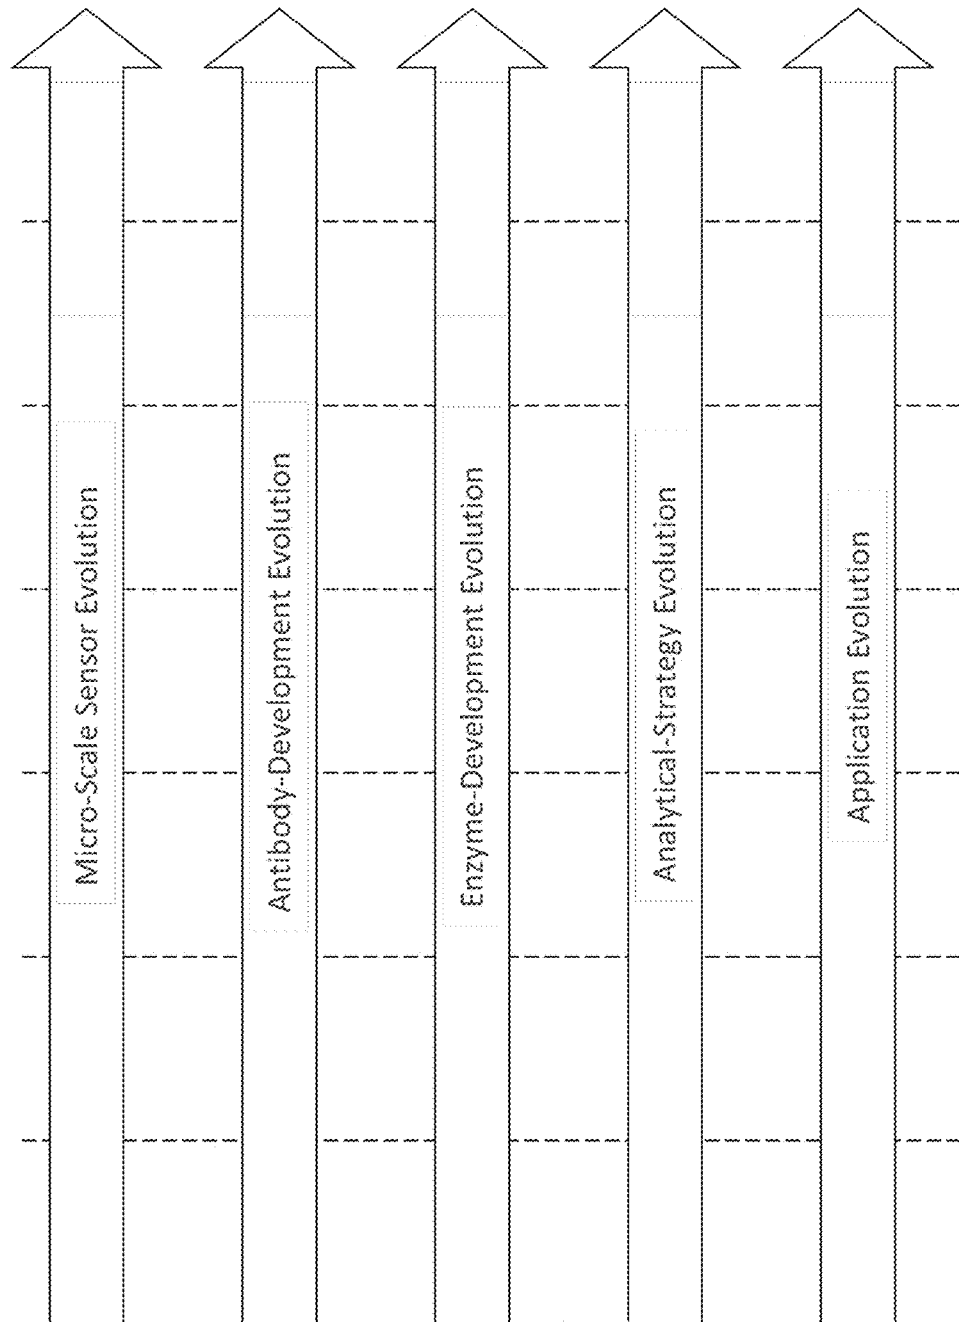 Micro-Scale Sensor Evolution
Antibody-Development Evolution
Enzyme-Development Evolution
Analytical-Strategy Evolution
Application Evolution